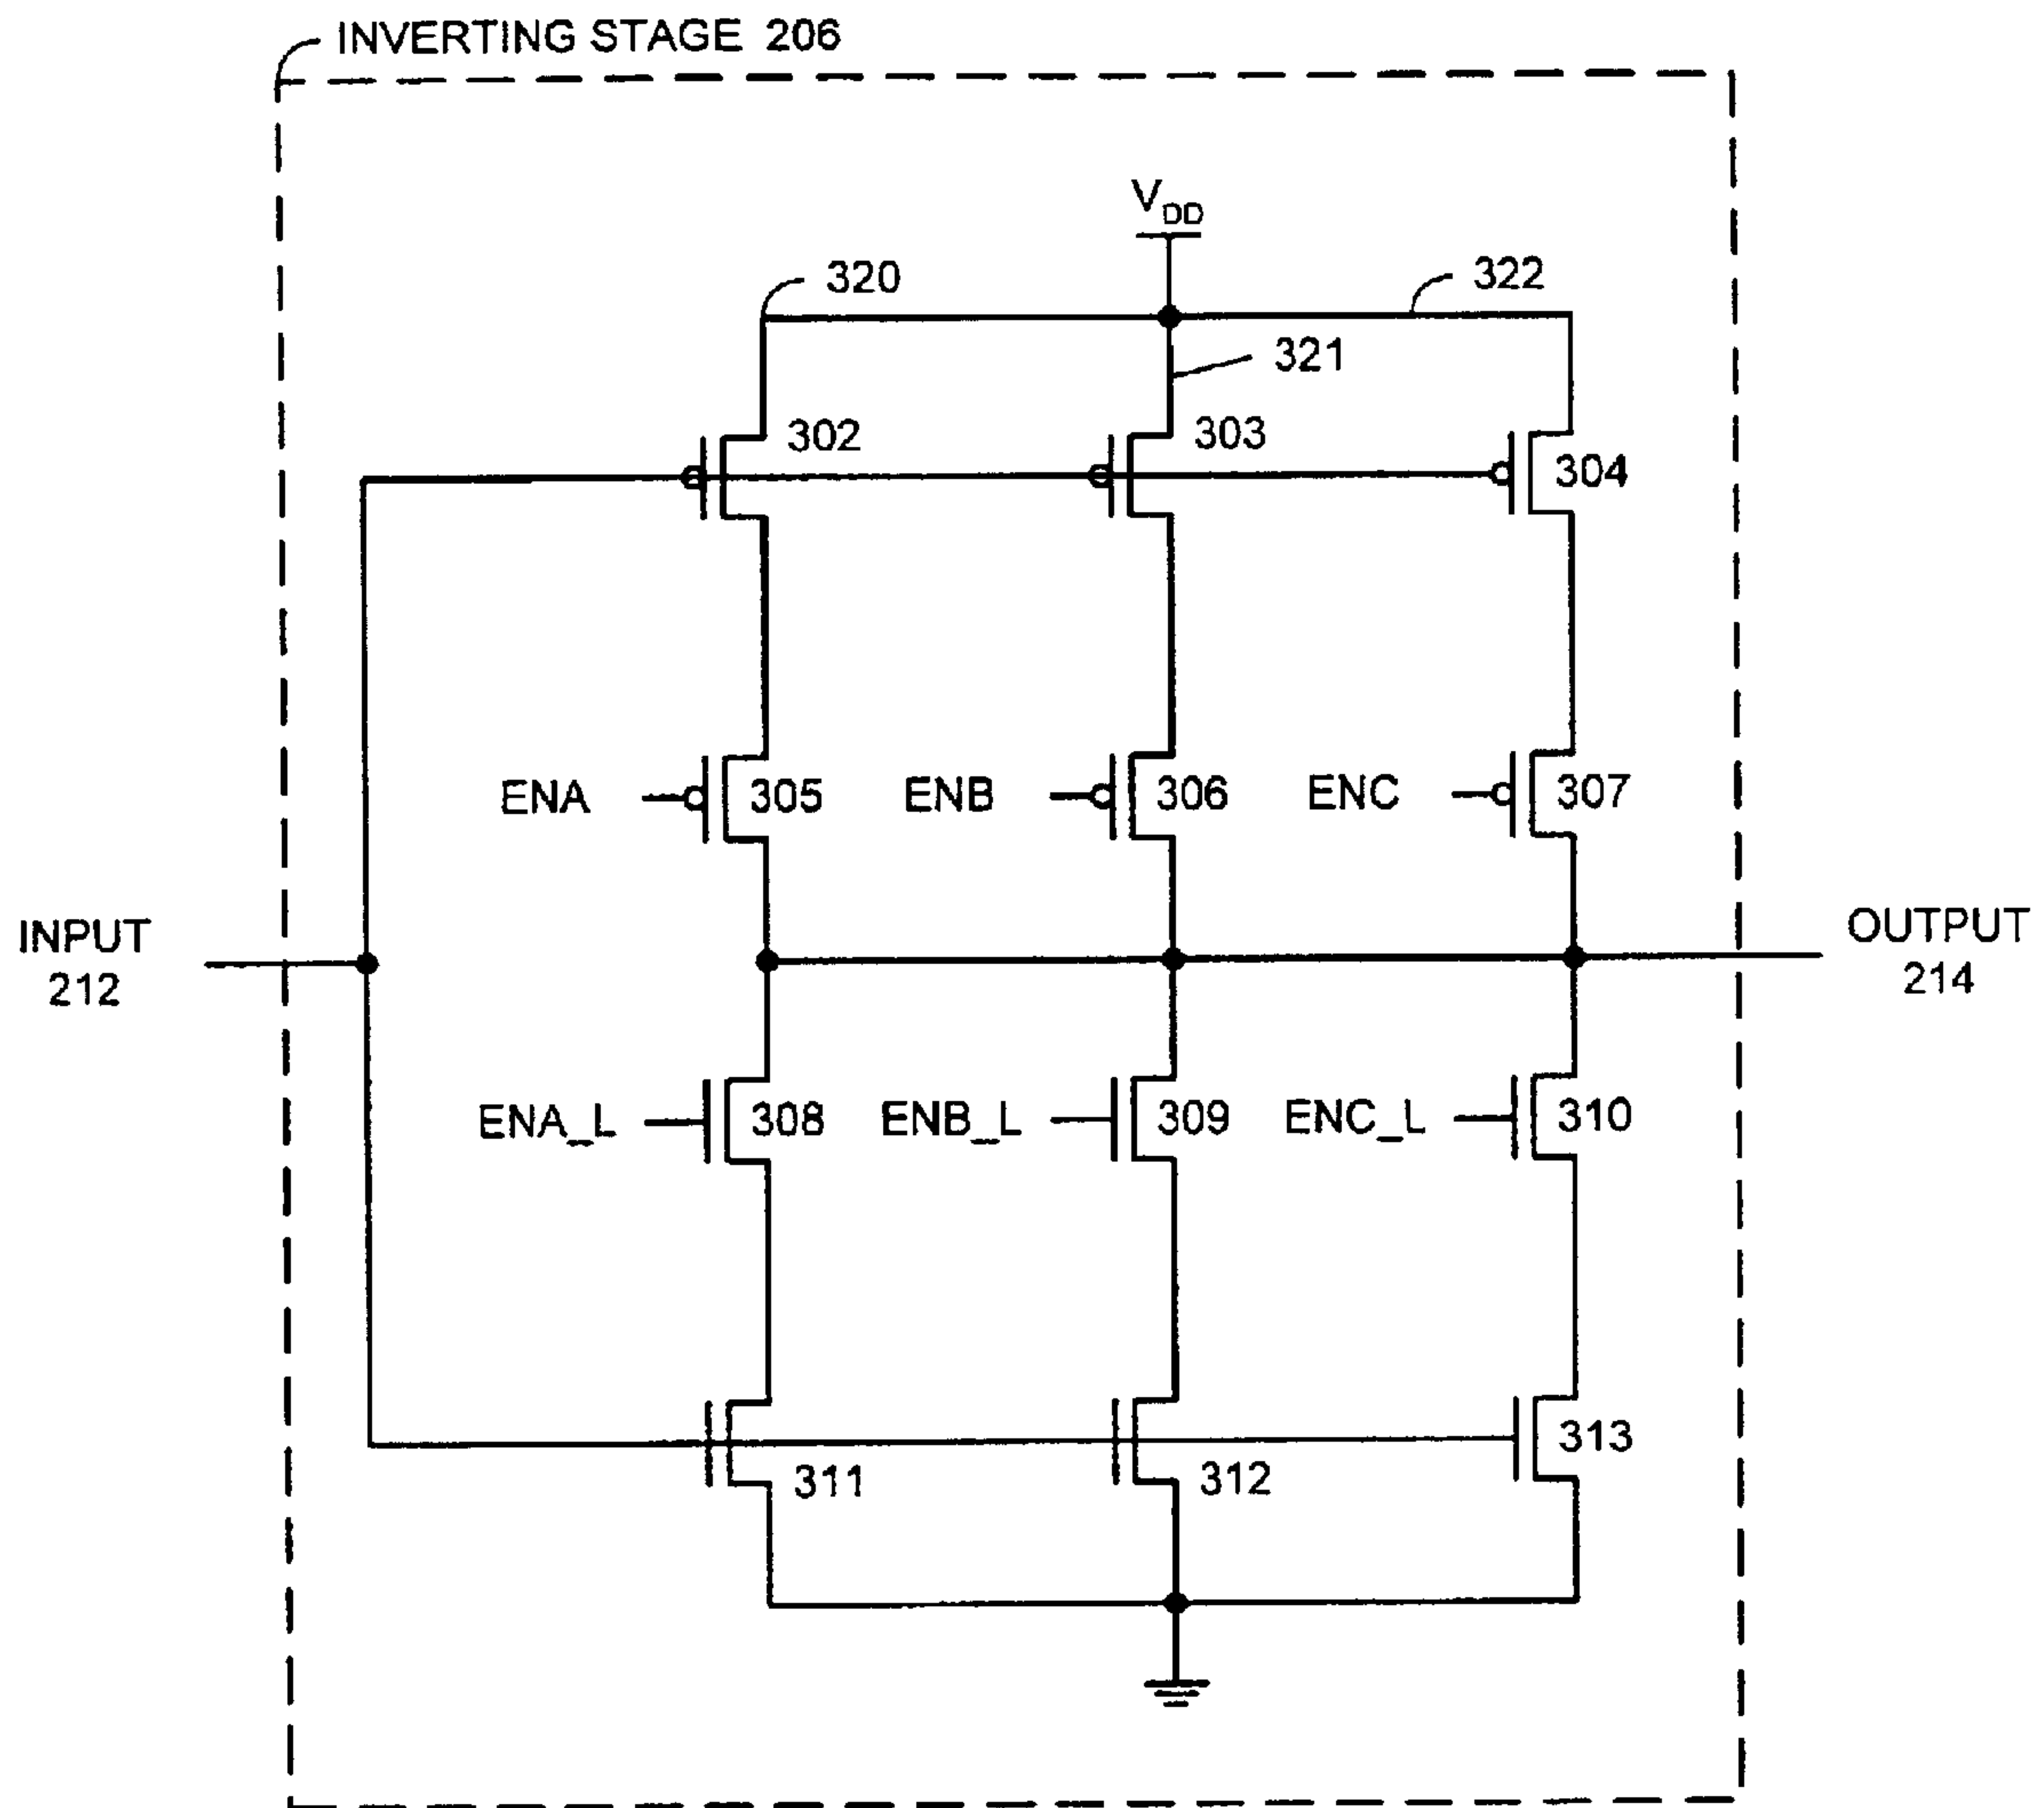 INVERTING STAGE 206
VDD
320
322
321
302
303
304
ENA
305
ENB
306
ENC
307
INPUT
212
OUTPUT
214
ENA_L
308
ENB_L
309
ENC_L
310
311
312
313